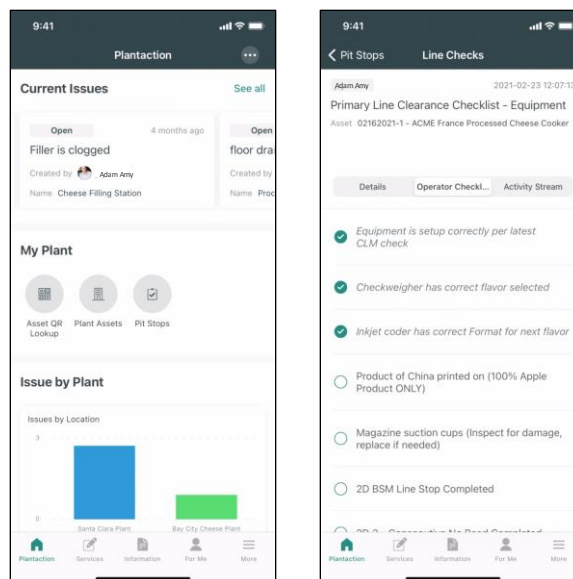 9:41
Plantaction
Current Issues
See all
Open
4 months ago
Filler is clogged
Created by Adam Amy
Name Cheese Filling Station
Open
floor drai
Created by
Name Proc
My Plant
Asset QR
Lookup
Plant Assets
Pit Stops
Issue by Plant
Issues by Location
3
0
Santa Clara Plant
Bay City Cheese Plant
Plantaction
Services
Information
For Me
More
9:41
Pit Stops
Line Checks
Adam Amy
2021-02-23 12:07:13
Primary Line Clearance Checklist - Equipment
Asset 02162021-1 - ACME France Processed Cheese Cooker
Details
Operator Checkl...
Activity Stream
Equipment is setup correctly per latest
CLM check
Checkweigher has correct flavor selected
Inkjet coder has correct Format for next flavor
Product of China printed on (100% Apple
Product ONLY)
Magazine suction cups (Inspect for damage,
replace if needed)
2D BSM Line Stop Completed
Plantaction
Services
Information
For Me
More